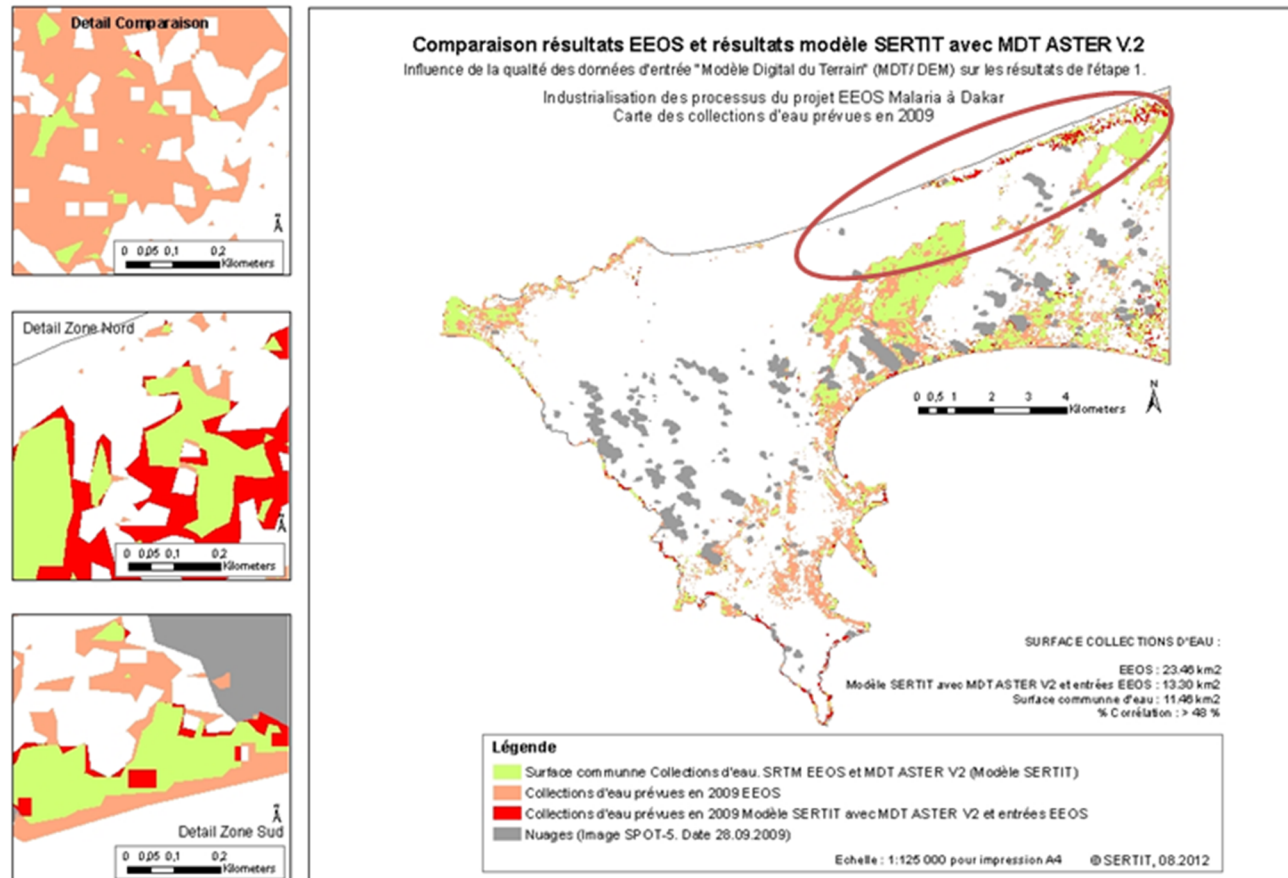 Detail Comparaison
0 0,05 0,1 0,2
Kilometers
Detail Zone Nord
0 0,05 0,1 0,2
Kilometers
Detail Zone Sud
0 0,05 0,1 0,2
Kilometers
Comparaison résultats EEOS et résultats modèle SERTIT avec MDT ASTER V.2
Influence de la qualité des données d'entrée "Modèle Digital du Terrain" (MDT/ DEM) sur les résultats de l'étape 1.
Industrialisation des processus du projet EEOS Malaria à Dakar
Carte des collections d'eau prévues en 2009
N
0 0,5 1 2 3 4
Kilometers
SURFACE COLLECTIONS D'EAU :
EEOS : 23.46 km2
Modèle SERTIT avec MDT ASTER V2 et entrées EEOS : 13.30 km2
Surface commune d'eau : 11.46 km2
% Corrélation : > 48 %
Légende
Surface commune Collections d'eau. SRTM EEOS et MDT ASTER V2 (Modèle SERTIT)
Collections d'eau prévues en 2009 EEOS
Collections d'eau prévues en 2009 Modèle SERTIT avec MDT ASTER V2 et entrées EEOS
Nuages (Image SPOT-5. Date 28.09.2009)
Echelle : 1:125 000 pour impression A4 © SERTIT, 08.2012